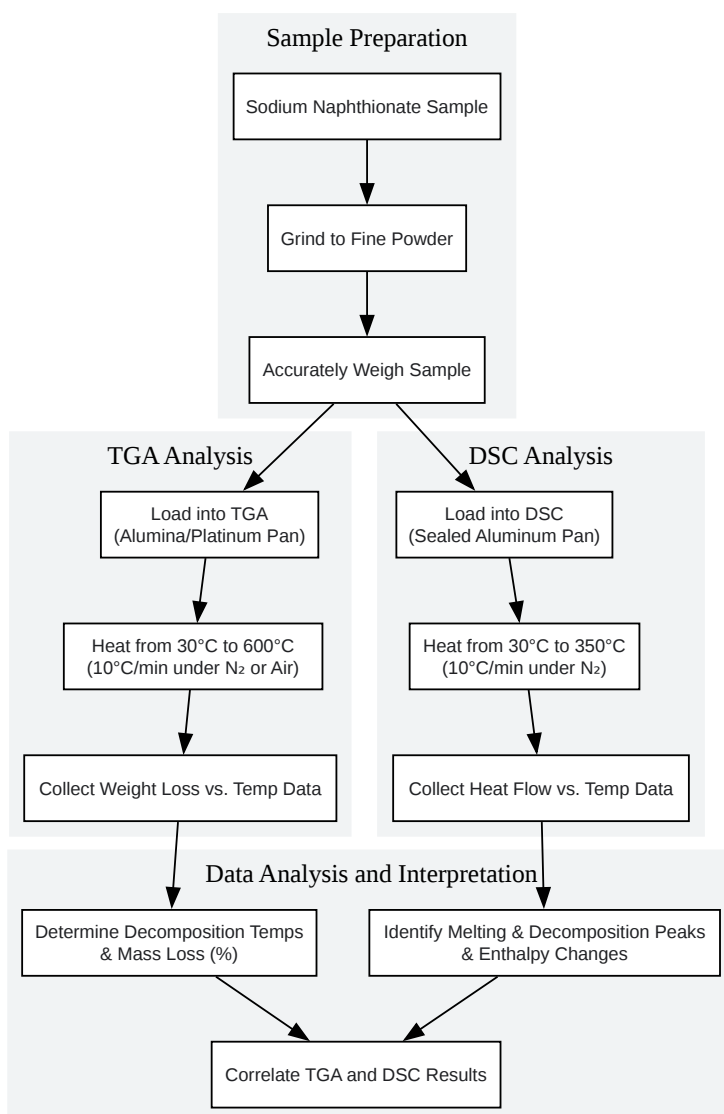 Sample Preparation
Sodium Naphthionate Sample
Grind to Fine Powder
Accurately Weigh Sample
TGA Analysis
Load into TGA
(Alumina/Platinum Pan)
Heat from 30°C to 600°C
(10°C/min under N₂ or Air)
Collect Weight Loss vs. Temp Data
DSC Analysis
Load into DSC
(Sealed Aluminum Pan)
Heat from 30°C to 350°C
(10°C/min under N₂)
Collect Heat Flow vs. Temp Data
Data Analysis and Interpretation
Determine Decomposition Temps
& Mass Loss (%)
Identify Melting & Decomposition Peaks
& Enthalpy Changes
Correlate TGA and DSC Results